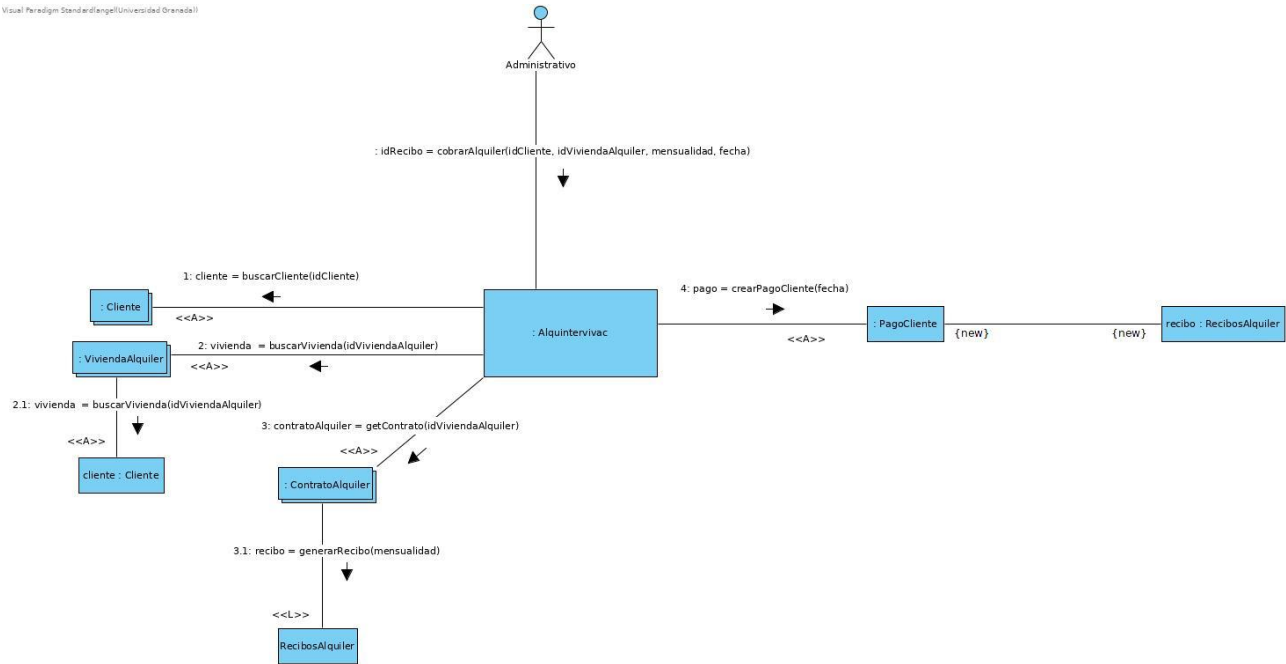 Visual Paradigm Standard(angel(Universidad Granada))
Administrativo
: idRecibo = cobrarAlquiler(idCliente, idViviendaAlquiler, mensualidad, fecha)
1: cliente = buscarCliente(idCliente)
4: pago = crearPagoCliente(fecha)
: Cliente
<<A>>
: Alquintervivac
: PagoCliente
recibo : RecibosAlquiler
{new}
{new}
<<A>>
2: vivienda = buscarVivienda(idViviendaAlquiler)
: ViviendaAlquiler
<<A>>
2.1: vivienda = buscarVivienda(idViviendaAlquiler)
3: contratoAlquiler = getContrato(idViviendaAlquiler)
<<A>>
<<A>>
cliente : Cliente
: ContratoAlquiler
3.1: recibo = generarRecibo(mensualidad)
<<L>>
RecibosAlquiler